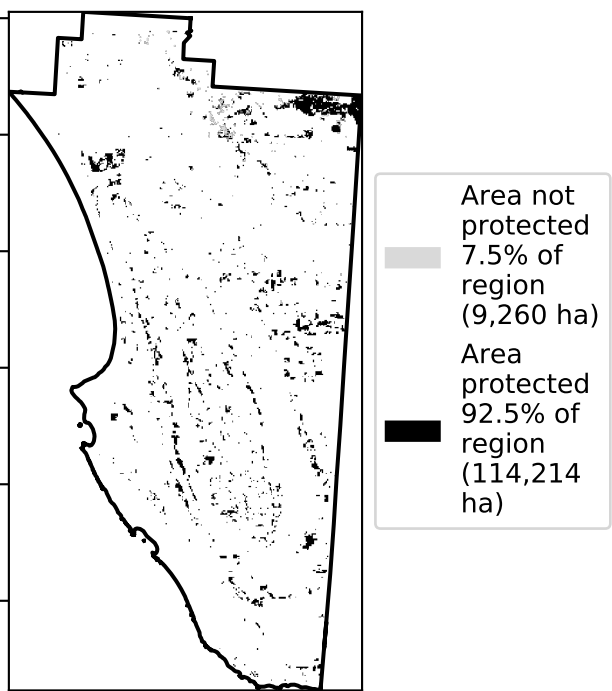 Area not
protected
7.5% of
region
(9,260 ha)
Area
protected
92.5% of
region
(114,214
ha)